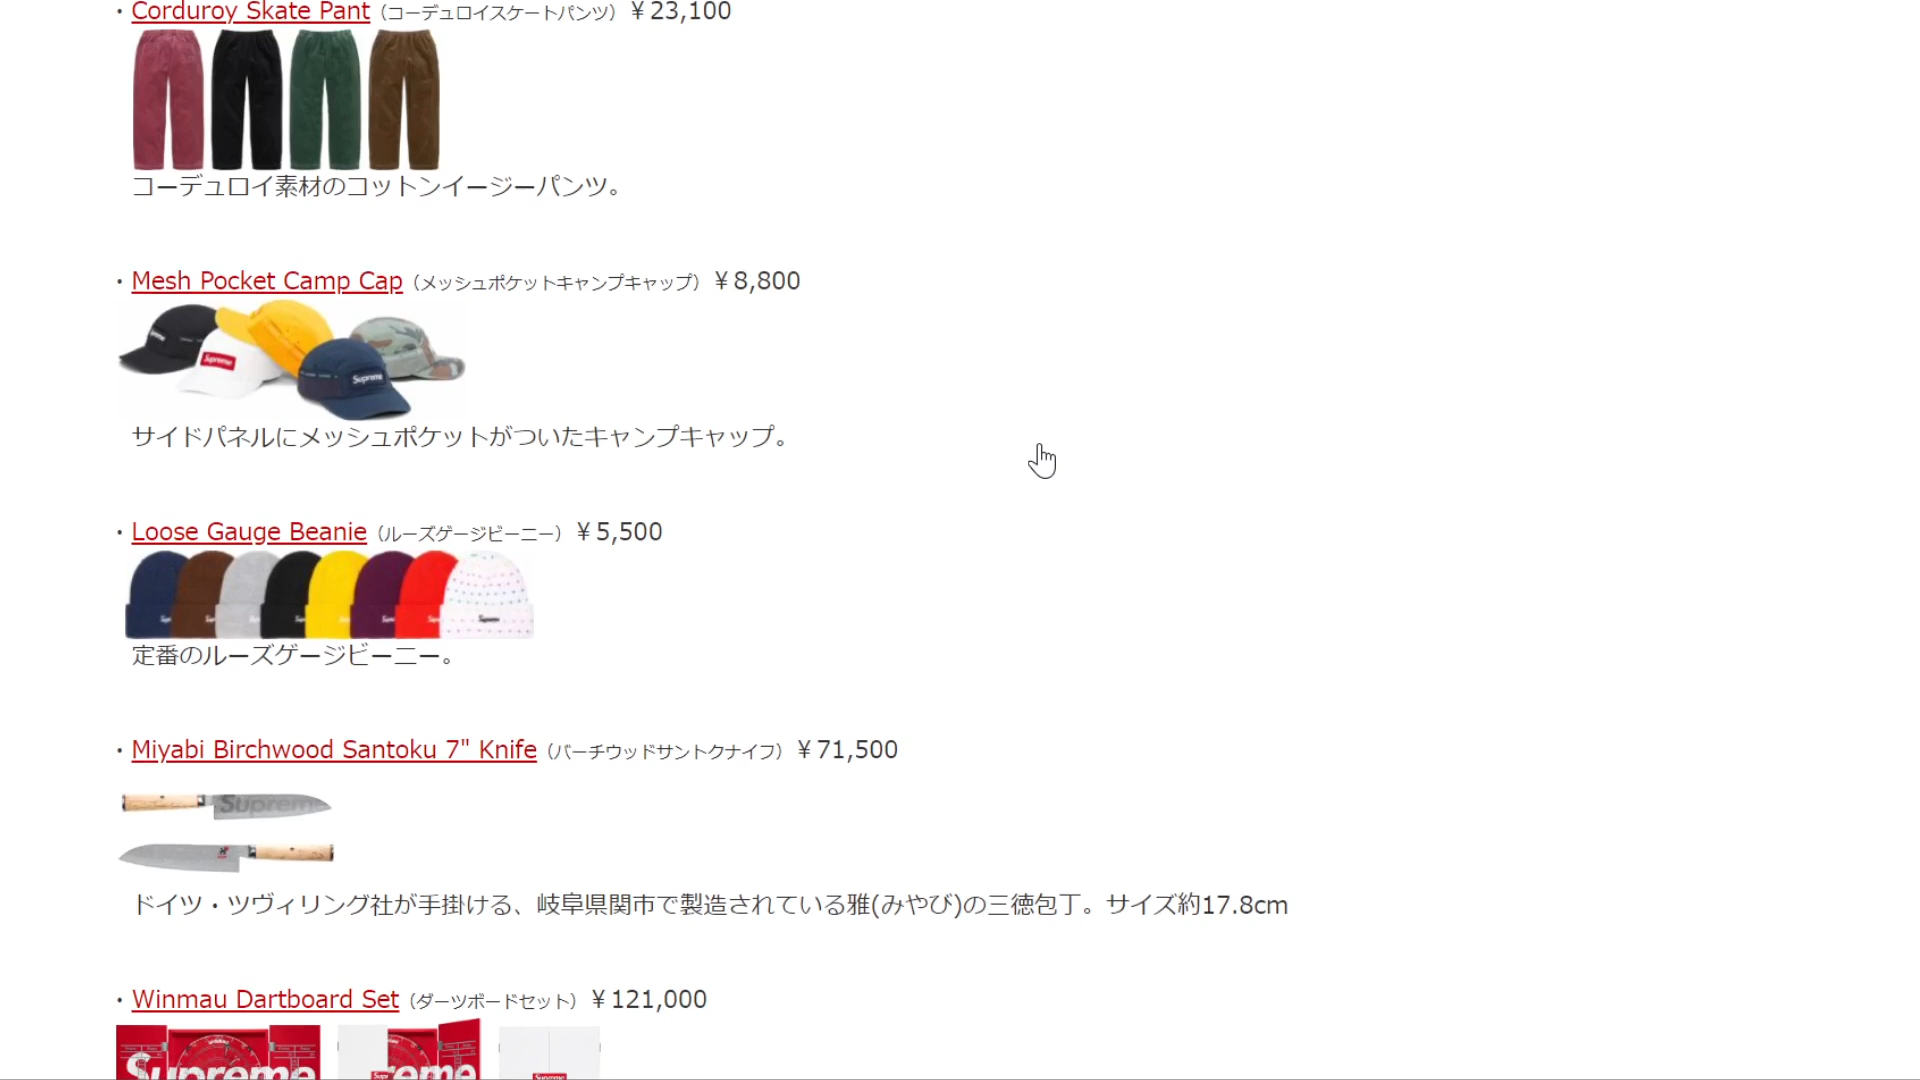 ・Corduroy Skate Pant（コーデュロイスケートパンツ）￥23,100
コーデュロイ素材のコットンイージーパンツ。
・Mesh Pocket Camp Cap（メッシュポケットキャンプキャップ）￥8,800
Supreme
Supreme
サイドパネルにメッシュポケットがついたキャンプキャップ。
・Loose Gauge Beanie（ルーズゲージビーニー）￥5,500
Supreme
定番のルーズゲージビーニー。
・Miyabi Birchwood Santoku 7" Knife（バーチウッドサントクナイフ）￥71,500
Supreme
ドイツ・ツヴィリング社が手掛ける、岐阜県関市で製造されている雅(みやび)の三徳包丁。サイズ約17.8cm
・Winmau Dartboard Set（ダーツボードセット）￥121,000
Supreme